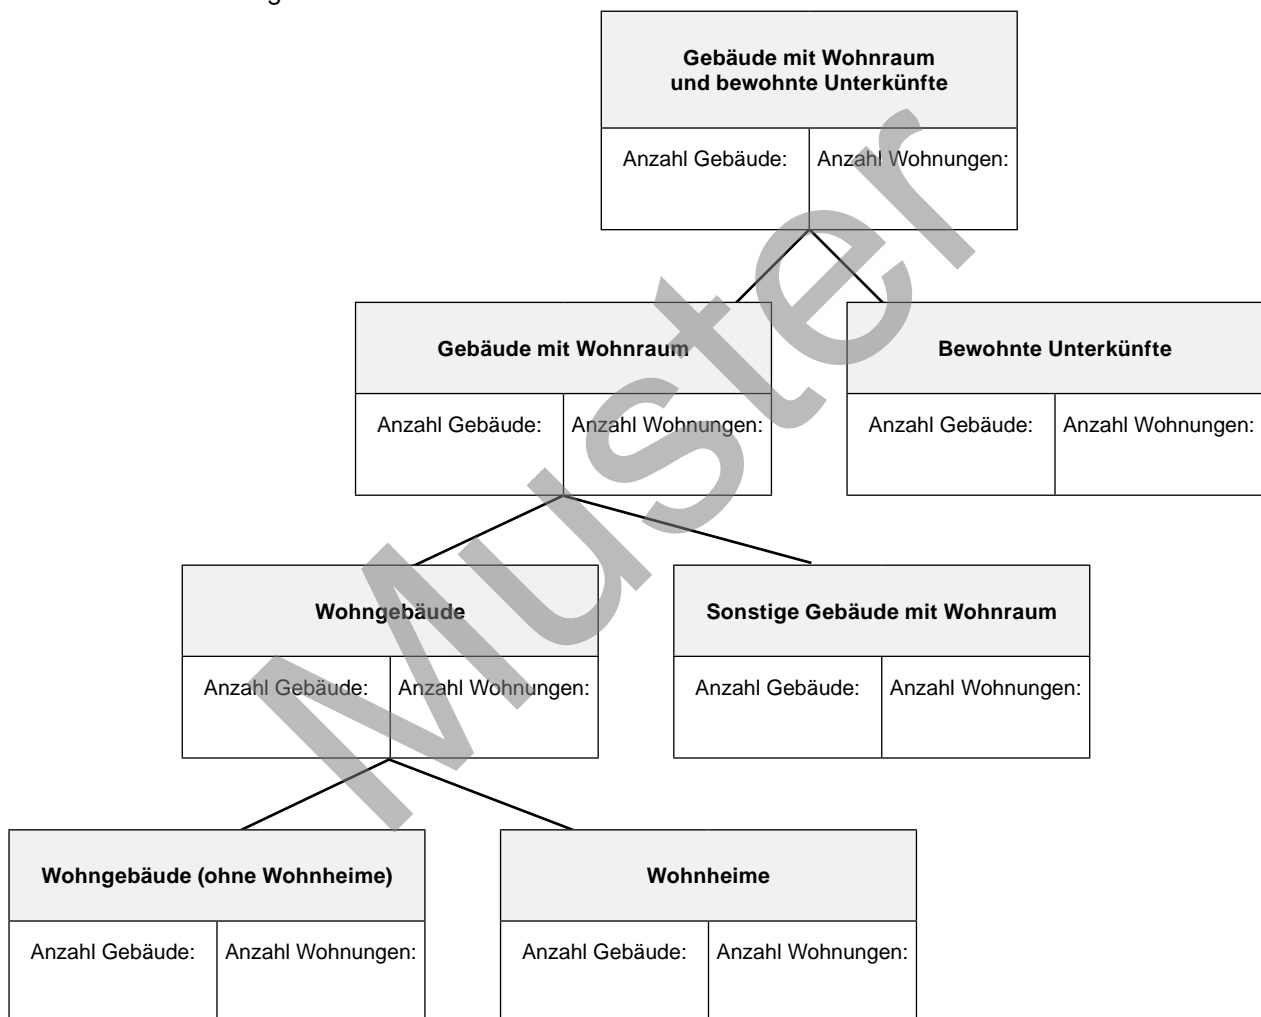 Gebäude mit Wohnraum
und bewohnte Unterkünfte
Anzahl Gebäude: Anzahl Wohnungen:
Gebäude mit Wohnraum
Anzahl Gebäude: Anzahl Wohnungen:
Bewohnte Unterkünfte
Anzahl Gebäude: Anzahl Wohnungen:
Wohngebäude
Anzahl Gebäude: Anzahl Wohnungen:
Sonstige Gebäude mit Wohnraum
Anzahl Gebäude: Anzahl Wohnungen:
Wohngebäude (ohne Wohnheime)
Anzahl Gebäude: Anzahl Wohnungen:
Wohnheime
Anzahl Gebäude: Anzahl Wohnungen:
Muster